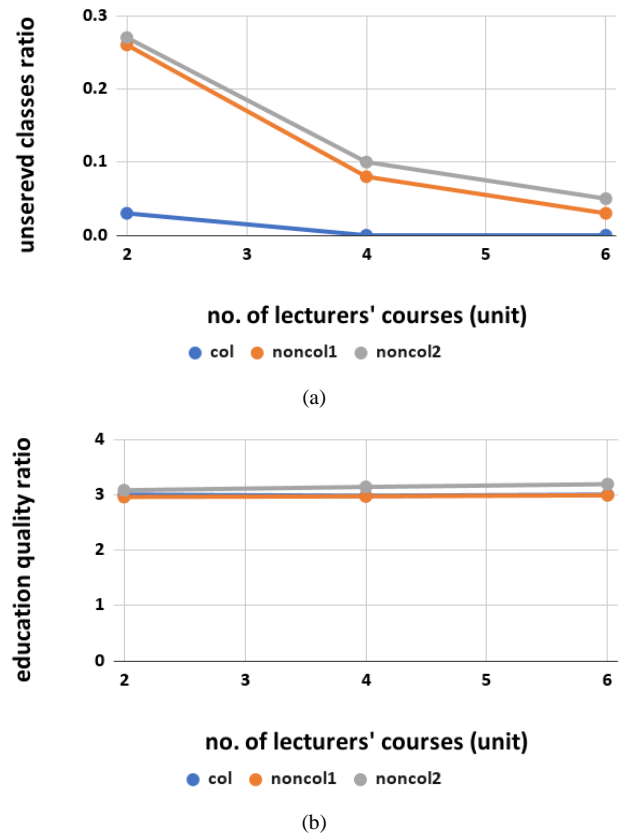 0.3
0.2
0.1
0.0
unserevd classes ratio
2 3 4 5 6
no. of lecturers' courses (unit)
col noncol1 noncol2
(a)
4
3
2
1
0
education quality ratio
2 3 4 5 6
no. of lecturers' courses (unit)
col noncol1 noncol2
(b)